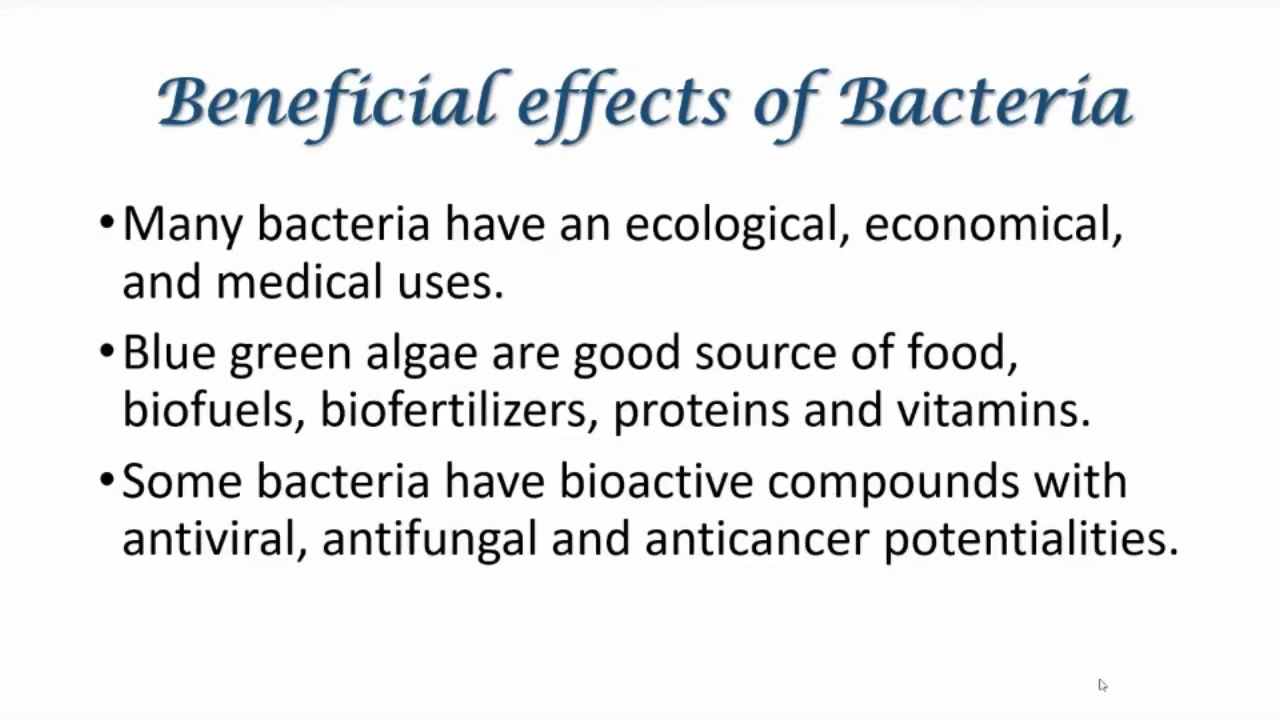 Beneficial effects of Bacteria
•Many bacteria have an ecological, economical,
and medical uses.
•Blue green algae are good source of food,
biofuels, biofertilizers, proteins and vitamins.
•Some bacteria have bioactive compounds with
antiviral, antifungal and anticancer potentialities.